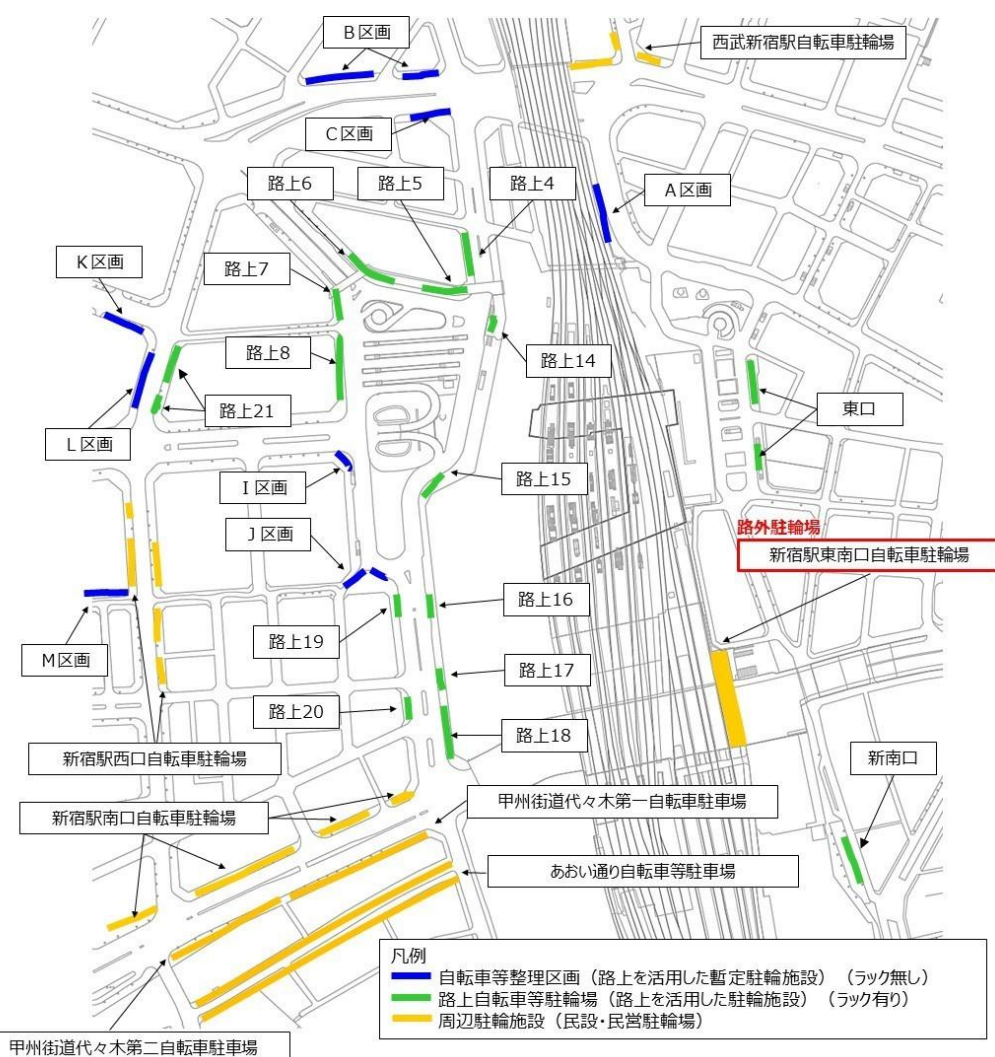 B区画
西武新宿駅自転車駐輪場
C区画
路上6
路上5
路上4
A区画
K区画
路上7
路上8
路上14
路上21
東口
L区画
I区画
路上15
J区画
路外駐輪場
新宿駅東南口自転車駐輪場
路上16
路上19
M区画
路上17
路上20
路上18
新宿駅西口自転車駐輪場
新南口
新宿駅南口自転車駐輪場
甲州街道代々木第一自転車駐車場
あおい通り自転車等駐車場
凡例
自転車等整理区画（路上を活用した暫定駐輪施設）（ラック無し）
路上自転車等駐輪場（路上を活用した駐輪施設）（ラック有り）
周辺駐輪施設（民設・民営駐輪場）
甲州街道代々木第二自転車駐車場